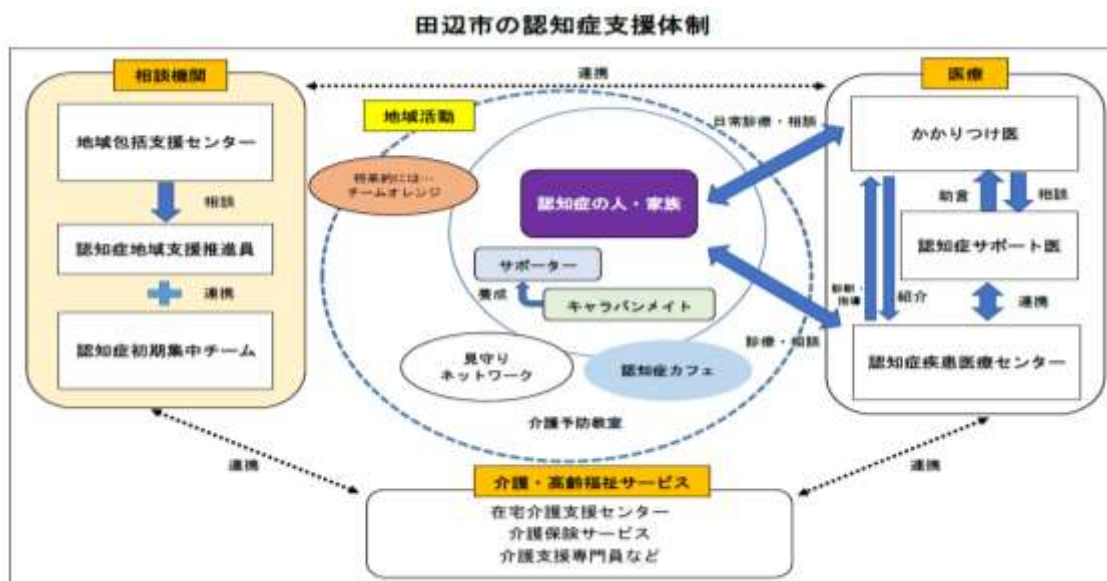 田辺市の認知症支援体制
相談機関
地域包括支援センター
相談
認知症地域支援推進員
連携
認知症初期集中チーム
連携
地域活動
将来的には…
チームオレンジ
認知症の人・家族
サポーター
養成
キャラバンメイト
見守り
ネットワーク
認知症カフェ
介護予防教室
日常診療・相談
診療・相談
医療
かかりつけ医
助言
相談
認知症サポート医
診断・
指導
紹介
連携
認知症疾患医療センター
連携
連携
介護・高齢福祉サービス
在宅介護支援センター
介護保険サービス
介護支援専門員など